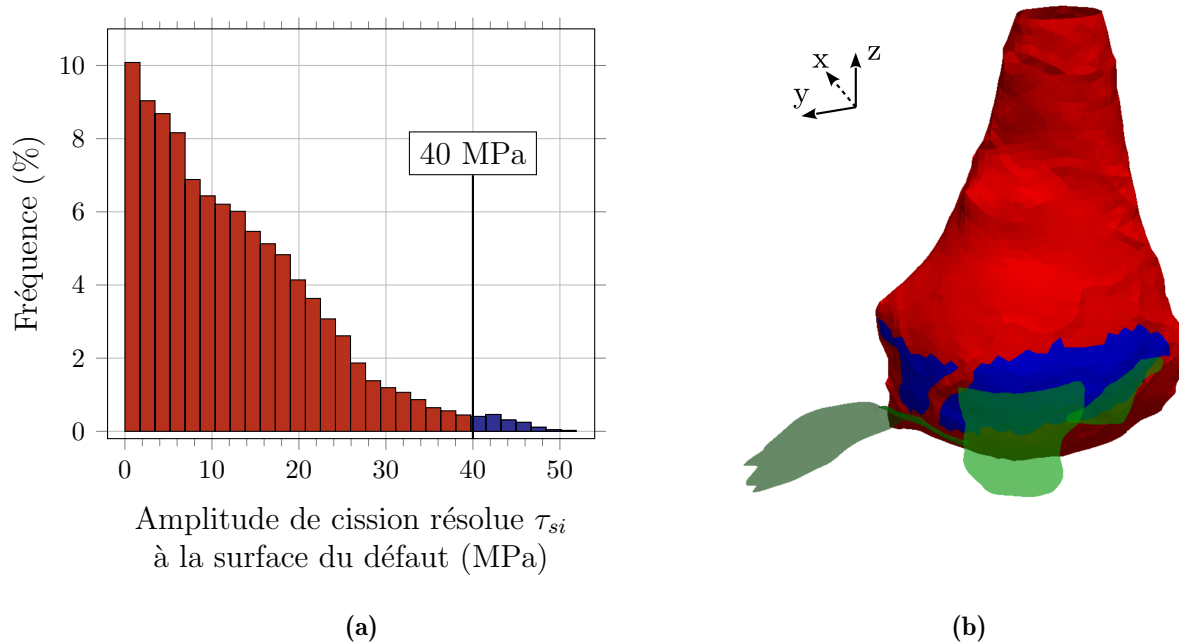 10
8
6
4
2
0
Fréquence (%)
40 MPa
0 10 20 30 40 50
Amplitude de cission résolue τsi
à la surface du défaut (MPa)
(a)
x
z
y
(b)